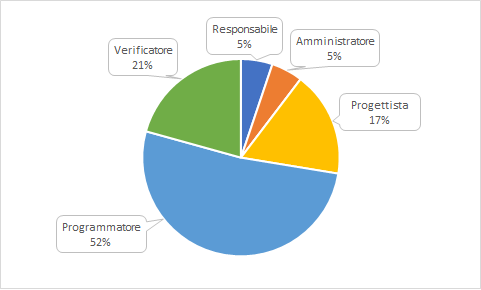 Responsabile
5%
Amministratore
5%
Verificatore
21%
Progettista
17%
Programmatore
52%